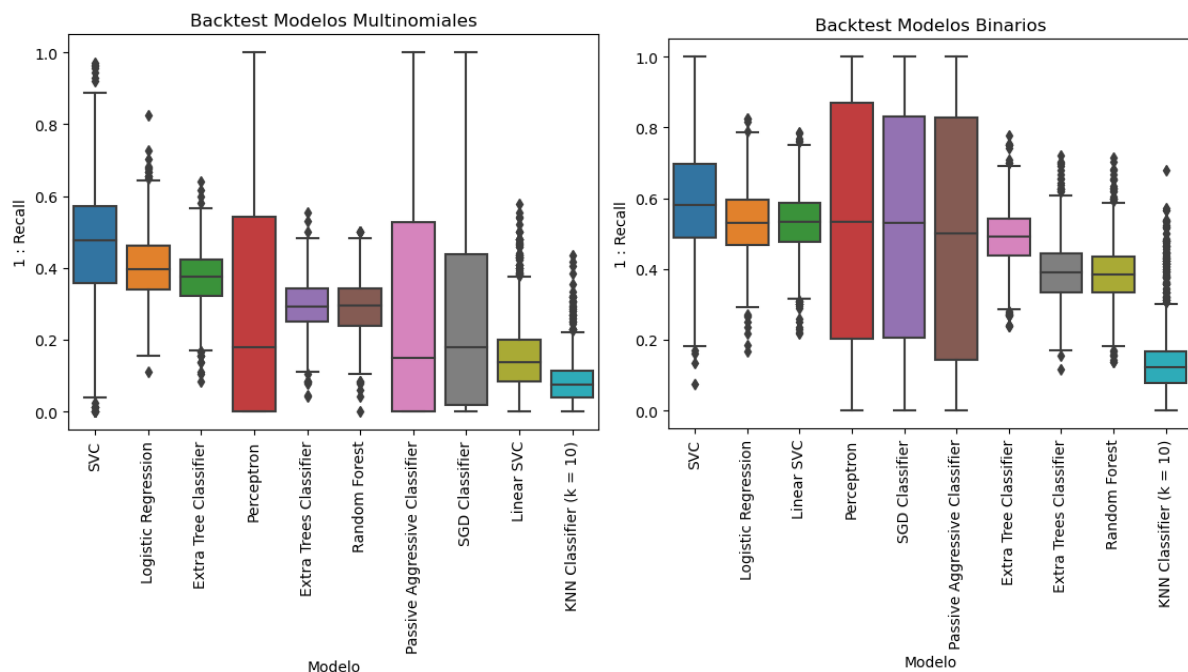 Backtest Modelos Multinomiales
1 : Recall
1.0
0.8
0.6
0.4
0.2
0.0
SVC
Logistic Regression
Extra Tree Classifier
Perceptron
Extra Trees Classifier
Random Forest
Passive Aggressive Classifier
SGD Classifier
Linear SVC
KNN Classifier (k = 10)
Modelo
Backtest Modelos Binarios
1 : Recall
1.0
0.8
0.6
0.4
0.2
0.0
SVC
Logistic Regression
Linear SVC
Perceptron
SGD Classifier
Passive Aggressive Classifier
Extra Tree Classifier
Extra Trees Classifier
Random Forest
KNN Classifier (k = 10)
Modelo